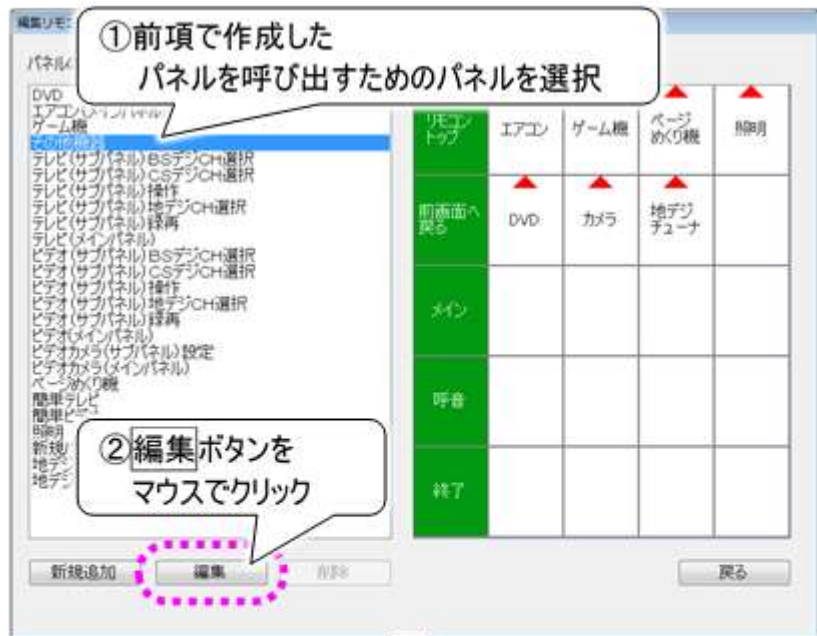 編集リモコ
①前項で作成した
パネルを呼び出すためのパネルを選択
パネル
DVD
エアコン(メインパネル)
ゲーム機
その他機器
テレビ(サブパネル)BSデジCH選択
テレビ(サブパネル)CSデジCH選択
テレビ(サブパネル)操作
テレビ(サブパネル)地デジCH選択
テレビ(サブパネル)録再
テレビ(メインパネル)
ビデオ(サブパネル)BSデジCH選択
ビデオ(サブパネル)CSデジCH選択
ビデオ(サブパネル)操作
ビデオ(サブパネル)地デジCH選択
ビデオ(サブパネル)録再
ビデオ(メインパネル)
ビデオカメラ(サブパネル)設定
ビデオカメラ(メインパネル)
ページめくり機
簡単テレビ
簡単ビデ
照明
新規
地デジ
地デジ
②編集ボタンを
マウスでクリック
新規追加
編集
削除
リモコン
トップ
エアコン
ゲーム機
ページ
めくり機
照明
前画面へ
戻る
DVD
カメラ
地デジ
チューナ
メイン
呼音
終了
戻る